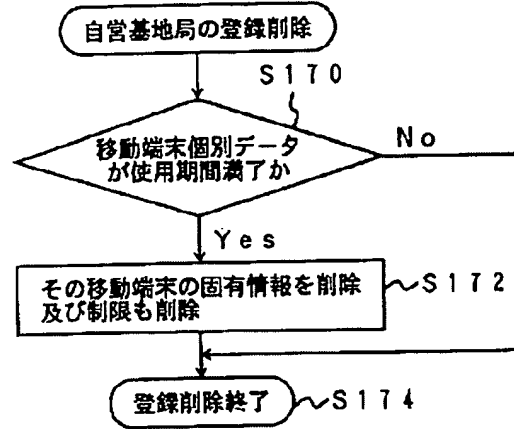 自営基地局の登録削除
S170
移動端末個別データ
が使用期間満了か
No
Yes
その移動端末の固有情報を削除
及び制限も削除
S172
登録削除終了
S174